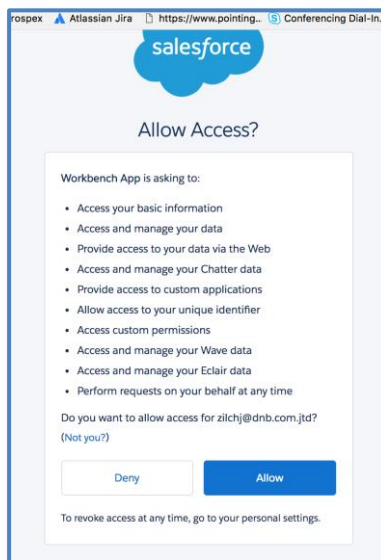 rospex Atlassian Jira https://www.pointing... Conferencing Dial-In.
salesforce
Allow Access?
Workbench App is asking to:
• Access your basic information
• Access and manage your data
• Provide access to your data via the Web
• Access and manage your Chatter data
• Provide access to custom applications
• Allow access to your unique identifier
• Access custom permissions
• Access and manage your Wave data
• Access and manage your Eclair data
• Perform requests on your behalf at any time
Do you want to allow access for zilchj@dnb.com.jtd?
(Not you?)
Deny Allow
To revoke access at any time, go to your personal settings.